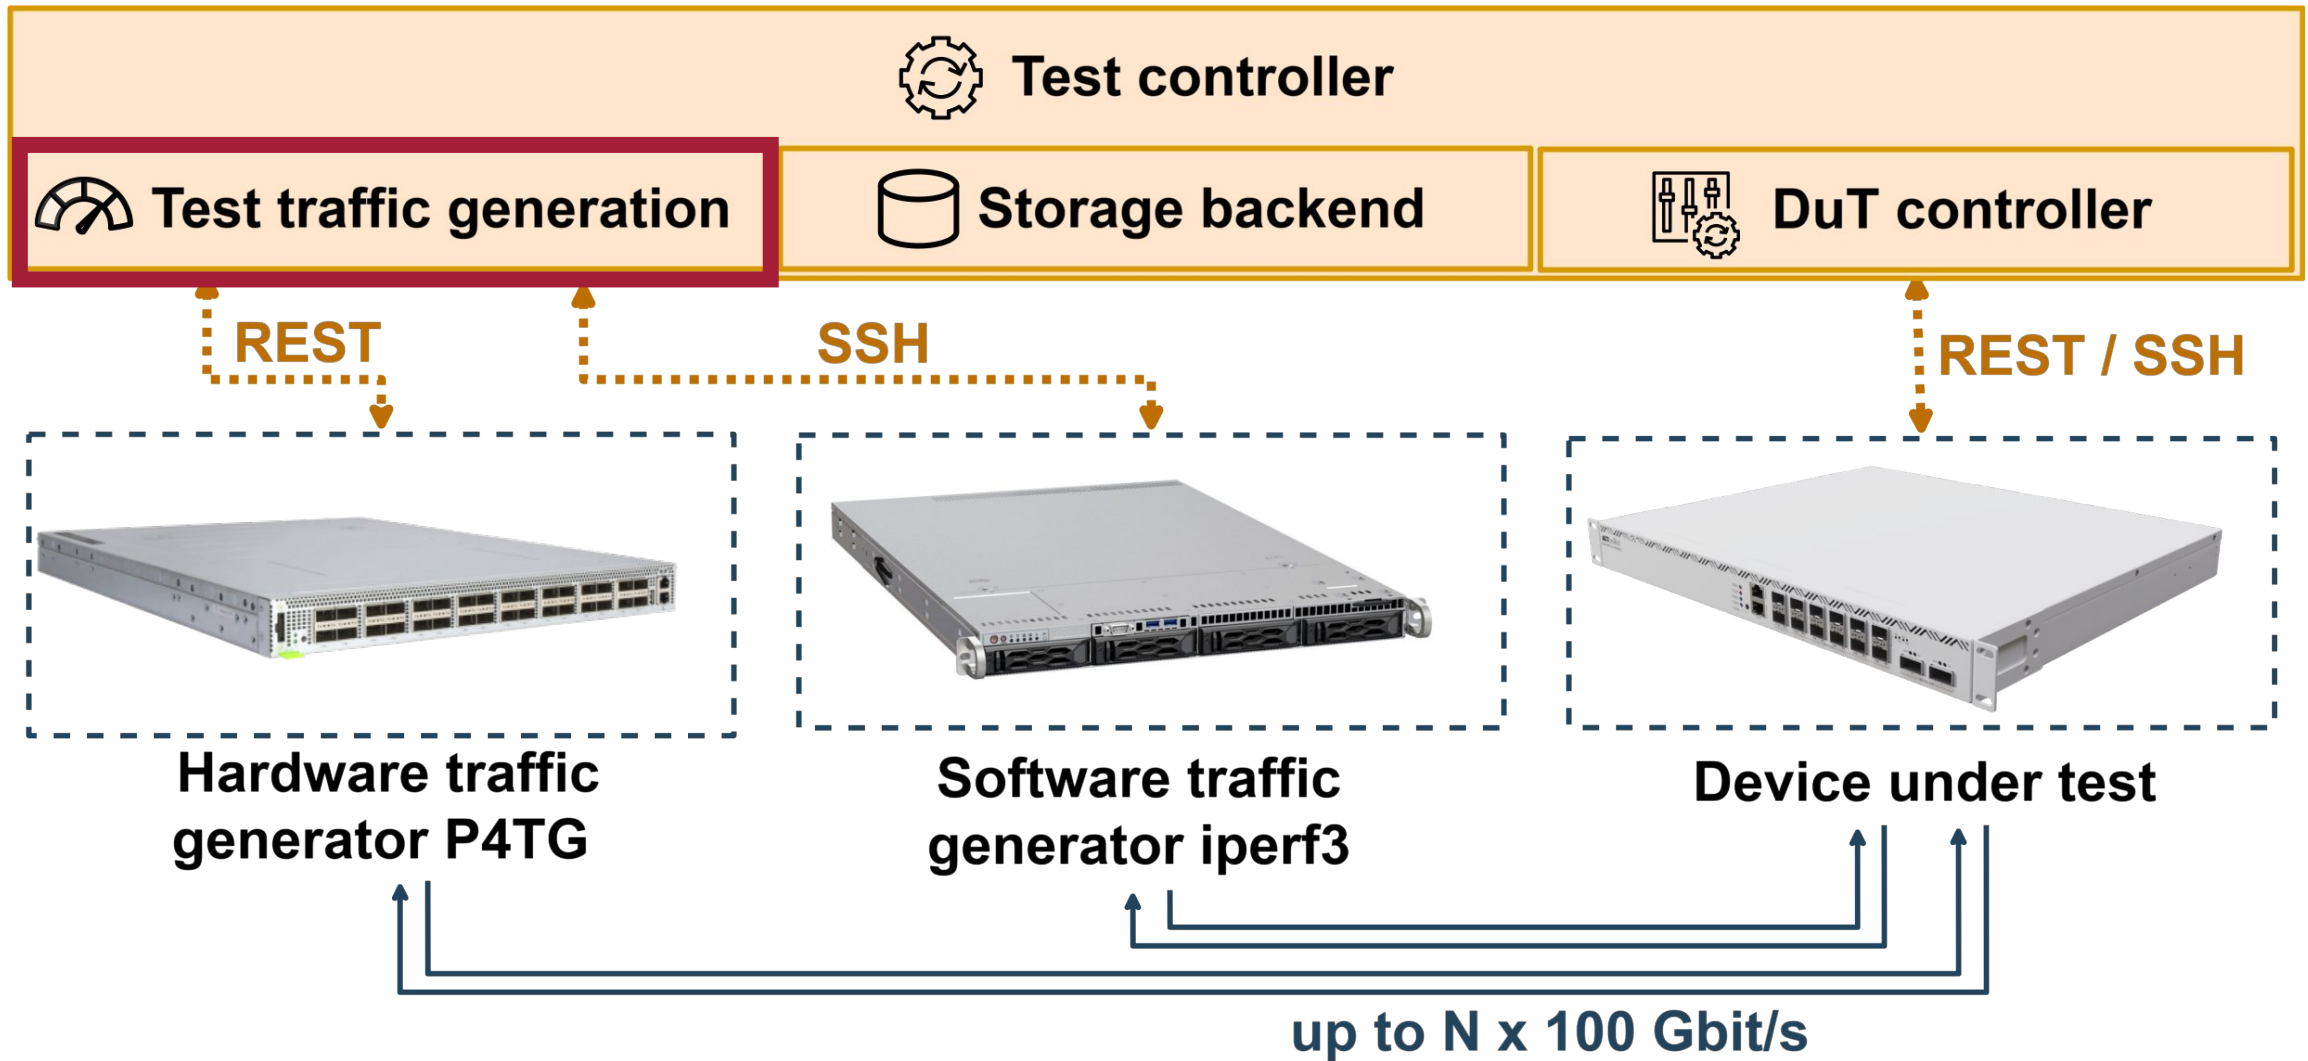 Test controller
Test traffic generation
Storage backend
DuT controller
REST
SSH
REST / SSH
Hardware traffic
generator P4TG
Software traffic
generator iperf3
Device under test
up to N x 100 Gbit/s